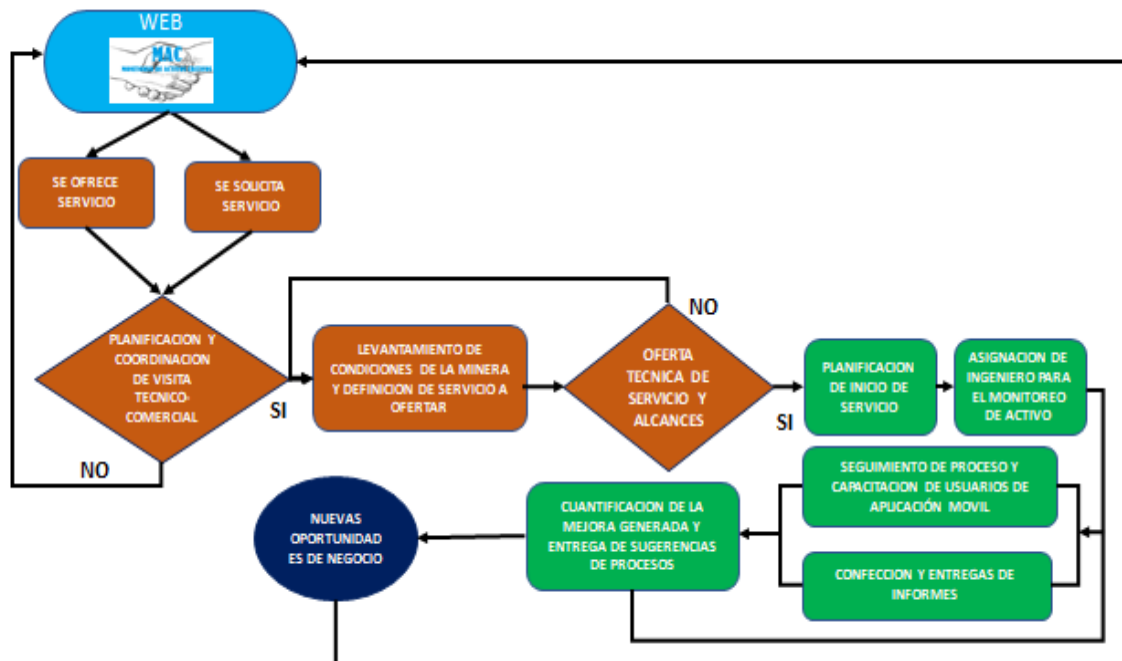 WEB
MAC
SE OFRECE
SERVICIO
SE SOLICITA
SERVICIO
PLANIFICACION Y
COORDINACION
DE VISITA
TECNICO-
COMERCIAL
SI
NO
LEVANTAMIENTO DE
CONDICIONES DE LA MINERA
Y DEFINICION DE SERVICIO A
OFERTAR
NO
OFERTA
TECNICA DE
SERVICIO Y
ALCANCES
SI
PLANIFICACION
DE INICIO DE
SERVICIO
ASIGNACION DE
INGENIERO PARA
EL MONITOREO
DE ACTIVO
SEGUIMIENTO DE PROCESO Y
CAPACITACION DE USUARIOS DE
APLICACIÓN MOVIL
CONFECCION Y ENTREGAS DE
INFORMES
CUANTIFICACION DE LA
MEJORA GENERADA Y
ENTREGA DE SUGERENCIAS
DE PROCESOS
NUEVAS
OPORTUNIDAD
ES DE NEGOCIO